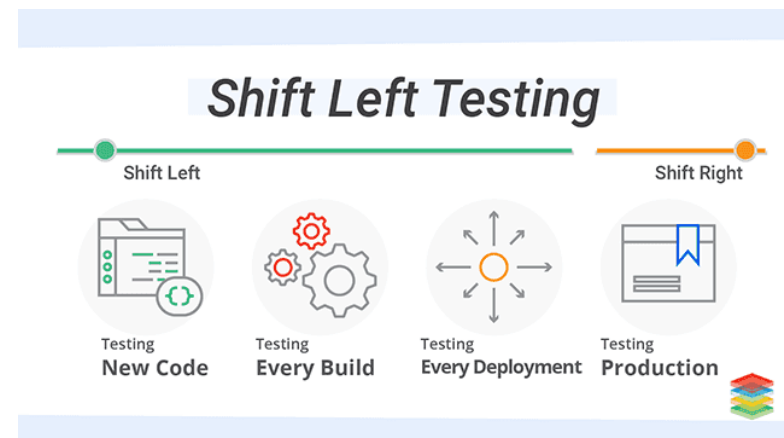 Shift Left Testing
Shift Left
Shift Right
Testing
New Code
Testing
Every Build
Testing
Every Deployment
Testing
Production